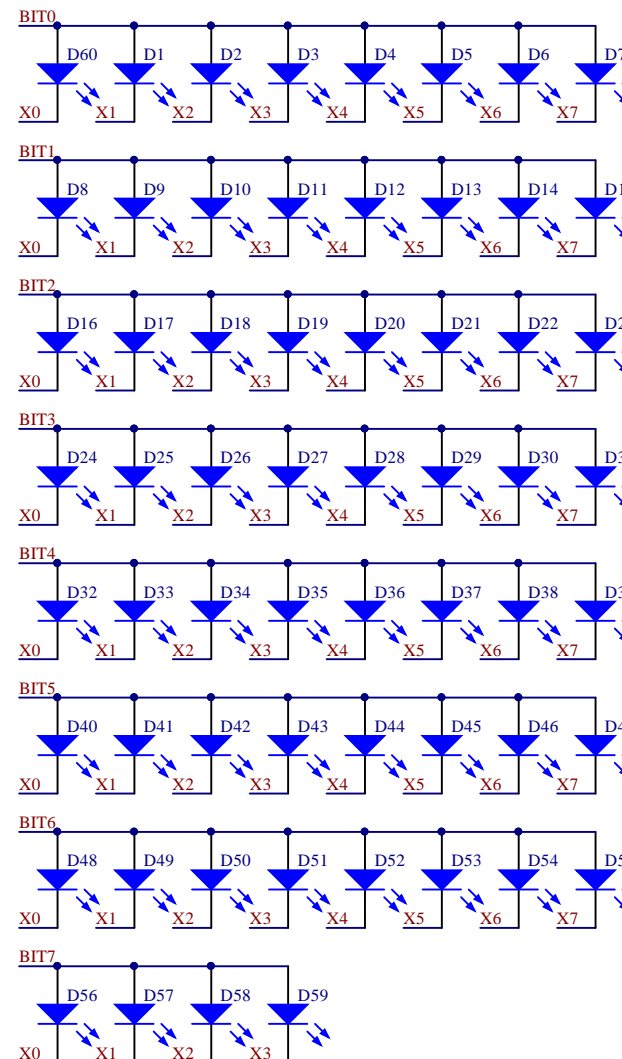 BIT0
D60 D1 D2 D3 D4 D5 D6 D7
X0 X1 X2 X3 X4 X5 X6 X7
BIT1
D8 D9 D10 D11 D12 D13 D14
X0 X1 X2 X3 X4 X5 X6 X7
BIT2
D16 D17 D18 D19 D20 D21 D22
X0 X1 X2 X3 X4 X5 X6 X7
BIT3
D24 D25 D26 D27 D28 D29 D30
X0 X1 X2 X3 X4 X5 X6 X7
BIT4
D32 D33 D34 D35 D36 D37 D38
X0 X1 X2 X3 X4 X5 X6 X7
BIT5
D40 D41 D42 D43 D44 D45 D46
X0 X1 X2 X3 X4 X5 X6 X7
BIT6
D48 D49 D50 D51 D52 D53 D54
X0 X1 X2 X3 X4 X5 X6 X7
BIT7
D56 D57 D58 D59
X0 X1 X2 X3